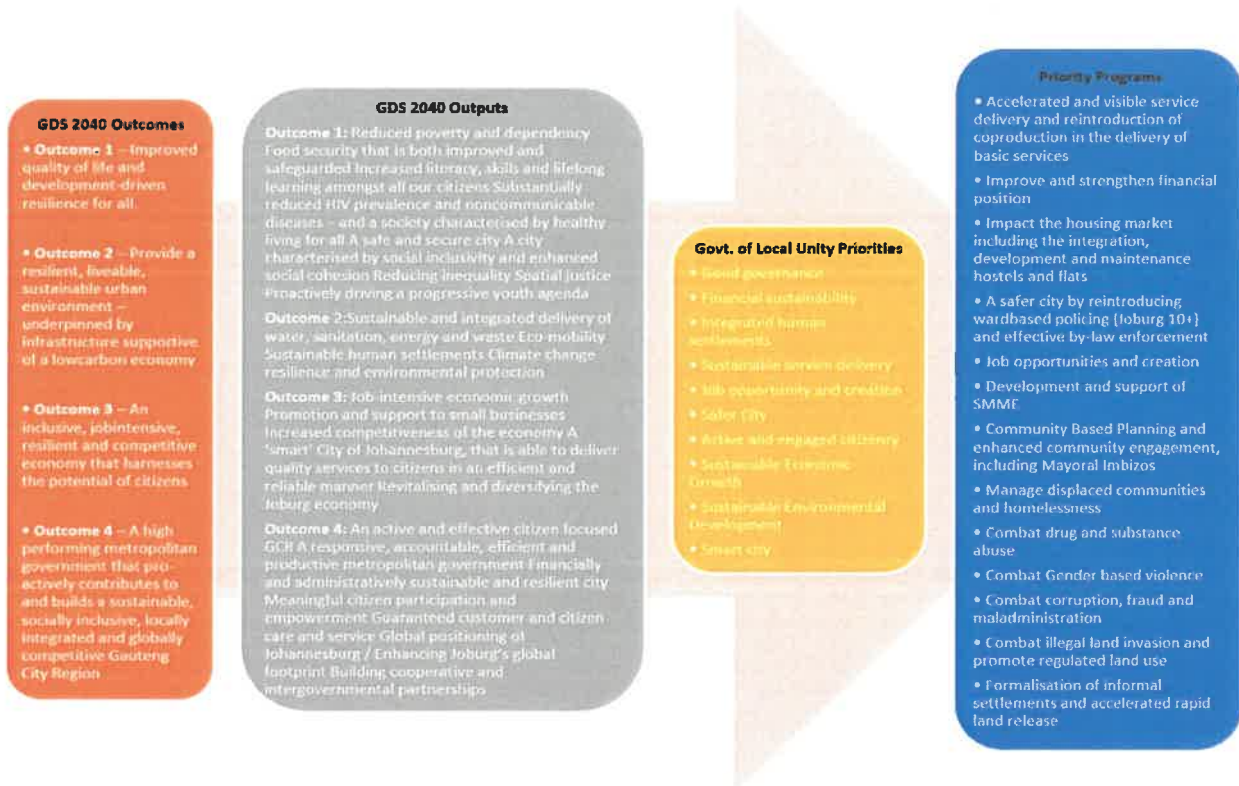 GDS 2040 Outcomes
• Outcome 1 – Improved
quality of life and
development-driven
resilience for all.
• Outcome 2 – Provide a
resilient, liveable,
sustainable urban
environment –
underpinned by
infrastructure supportive
of a lowcarbon economy
• Outcome 3 – An
inclusive, jobintensive,
resilient and competitive
economy that harnesses
the potential of citizens
• Outcome 4 – A high
performing metropolitan
government that pro-
actively contributes to
and builds a sustainable,
socially inclusive, locally
integrated and globally
competitive Gauteng
City Region
GDS 2040 Outputs
Outcome 1: Reduced poverty and dependency
Food security that is both improved and
safeguarded Increased literacy, skills and lifelong
learning amongst all our citizens Substantially
reduced HIV prevalence and noncommunicable
diseases – and a society characterised by healthy
living for all A safe and secure city A city
characterised by social inclusivity and enhanced
social cohesion Reducing inequality Spatial justice
Proactively driving a progressive youth agenda
Outcome 2:Sustainable and integrated delivery of
water, sanitation, energy and waste Eco-mobility
Sustainable human settlements Climate change
resilience and environmental protection
Outcome 3: Job-intensive economic growth
Promotion and support to small businesses
Increased competitiveness of the economy A
'smart' City of Johannesburg, that is able to deliver
quality services to citizens in an efficient and
reliable manner Revitalising and diversifying the
Joburg economy
Outcome 4: An active and effective citizen focused
GCR A responsive, accountable, efficient and
productive metropolitan government Financially
and administratively sustainable and resilient city
Meaningful citizen participation and
empowerment Guaranteed customer and citizen
care and service Global positioning of
Johannesburg / Enhancing Joburg's global
footprint Building cooperative and
intergovernmental partnerships
Govt. of Local Unity Priorities
• Good governance
• Financial sustainability
• Integrated human
settlements
• Sustainable service delivery
• Job opportunity and creation
• Safer City
• Active and engaged citizenry
• Sustainable Economic
Growth
• Sustainable Environmental
Development
• Smart city
Priority Programs
• Accelerated and visible service
delivery and reintroduction of
coproduction in the delivery of
basic services
• Improve and strengthen financial
position
• Impact the housing market
including the integration,
development and maintenance
hostels and flats
• A safer city by reintroducing
wardbased policing (Joburg 10+)
and effective by-law enforcement
• Job opportunities and creation
• Development and support of
SMME
• Community Based Planning and
enhanced community engagement,
including Mayoral Imbizos
• Manage displaced communities
and homelessness
• Combat drug and substance
abuse
• Combat Gender based violence
• Combat corruption, fraud and
maladministration
• Combat illegal land invasion and
promote regulated land use
• Formalisation of informal
settlements and accelerated rapid
land release